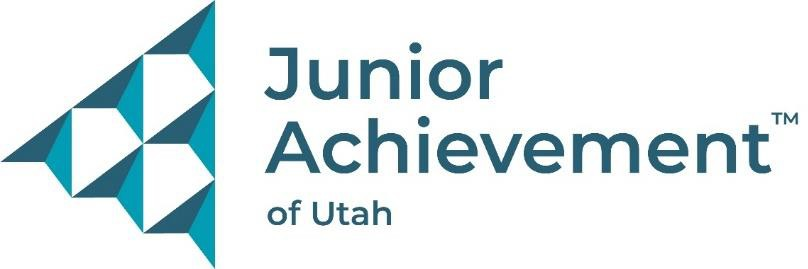 Junior
Achievement™
of Utah